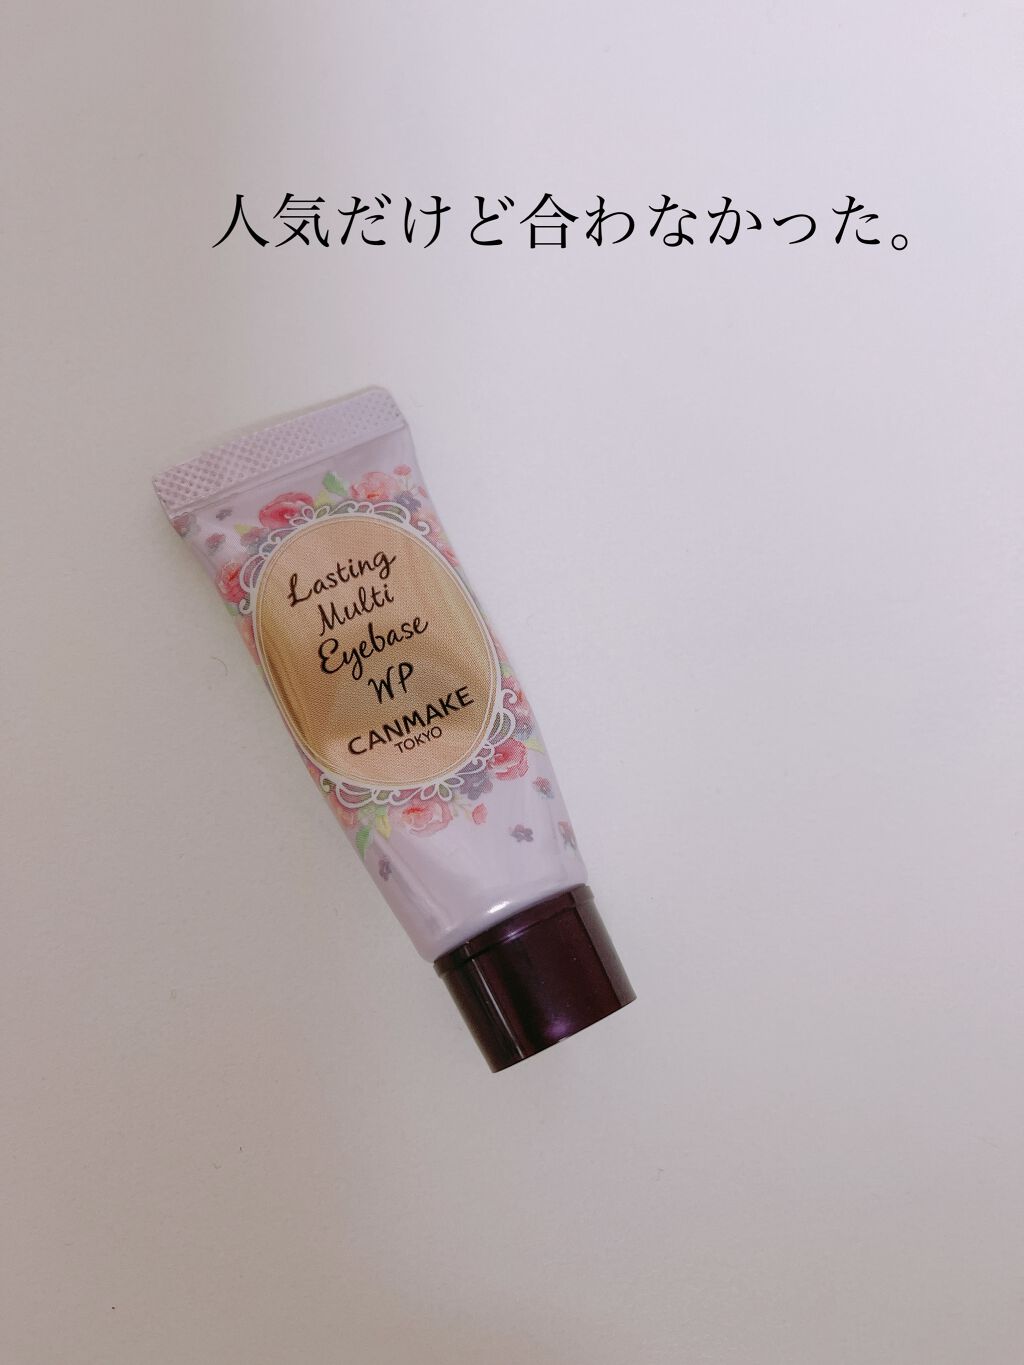 人気だけど合わなかった。
Lasting
Multi
Eyebase
WP
CANMAKE
TOKYO